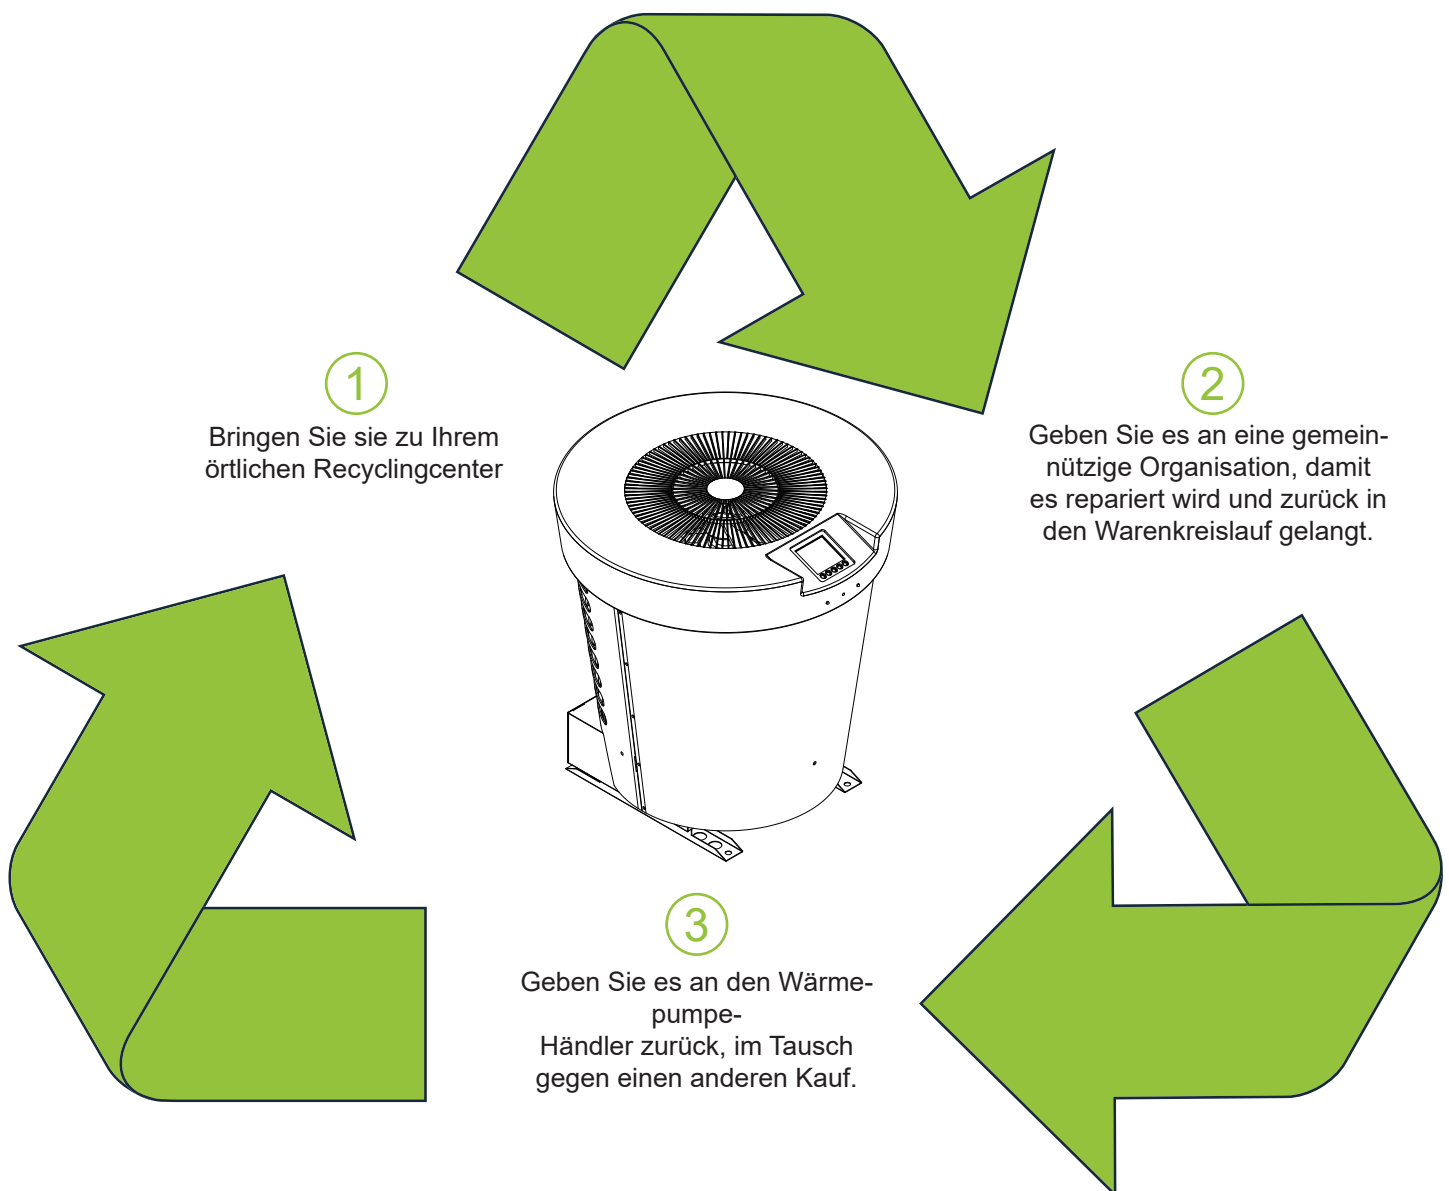 1
Bringen Sie sie zu Ihrem
örtlichen Recyclingcenter
2
Geben Sie es an eine gemein-
nützige Organisation, damit
es repariert wird und zurück in
den Warenkreislauf gelangt.
3
Geben Sie es an den Wärme-
pumpe-
Händler zurück, im Tausch
gegen einen anderen Kauf.